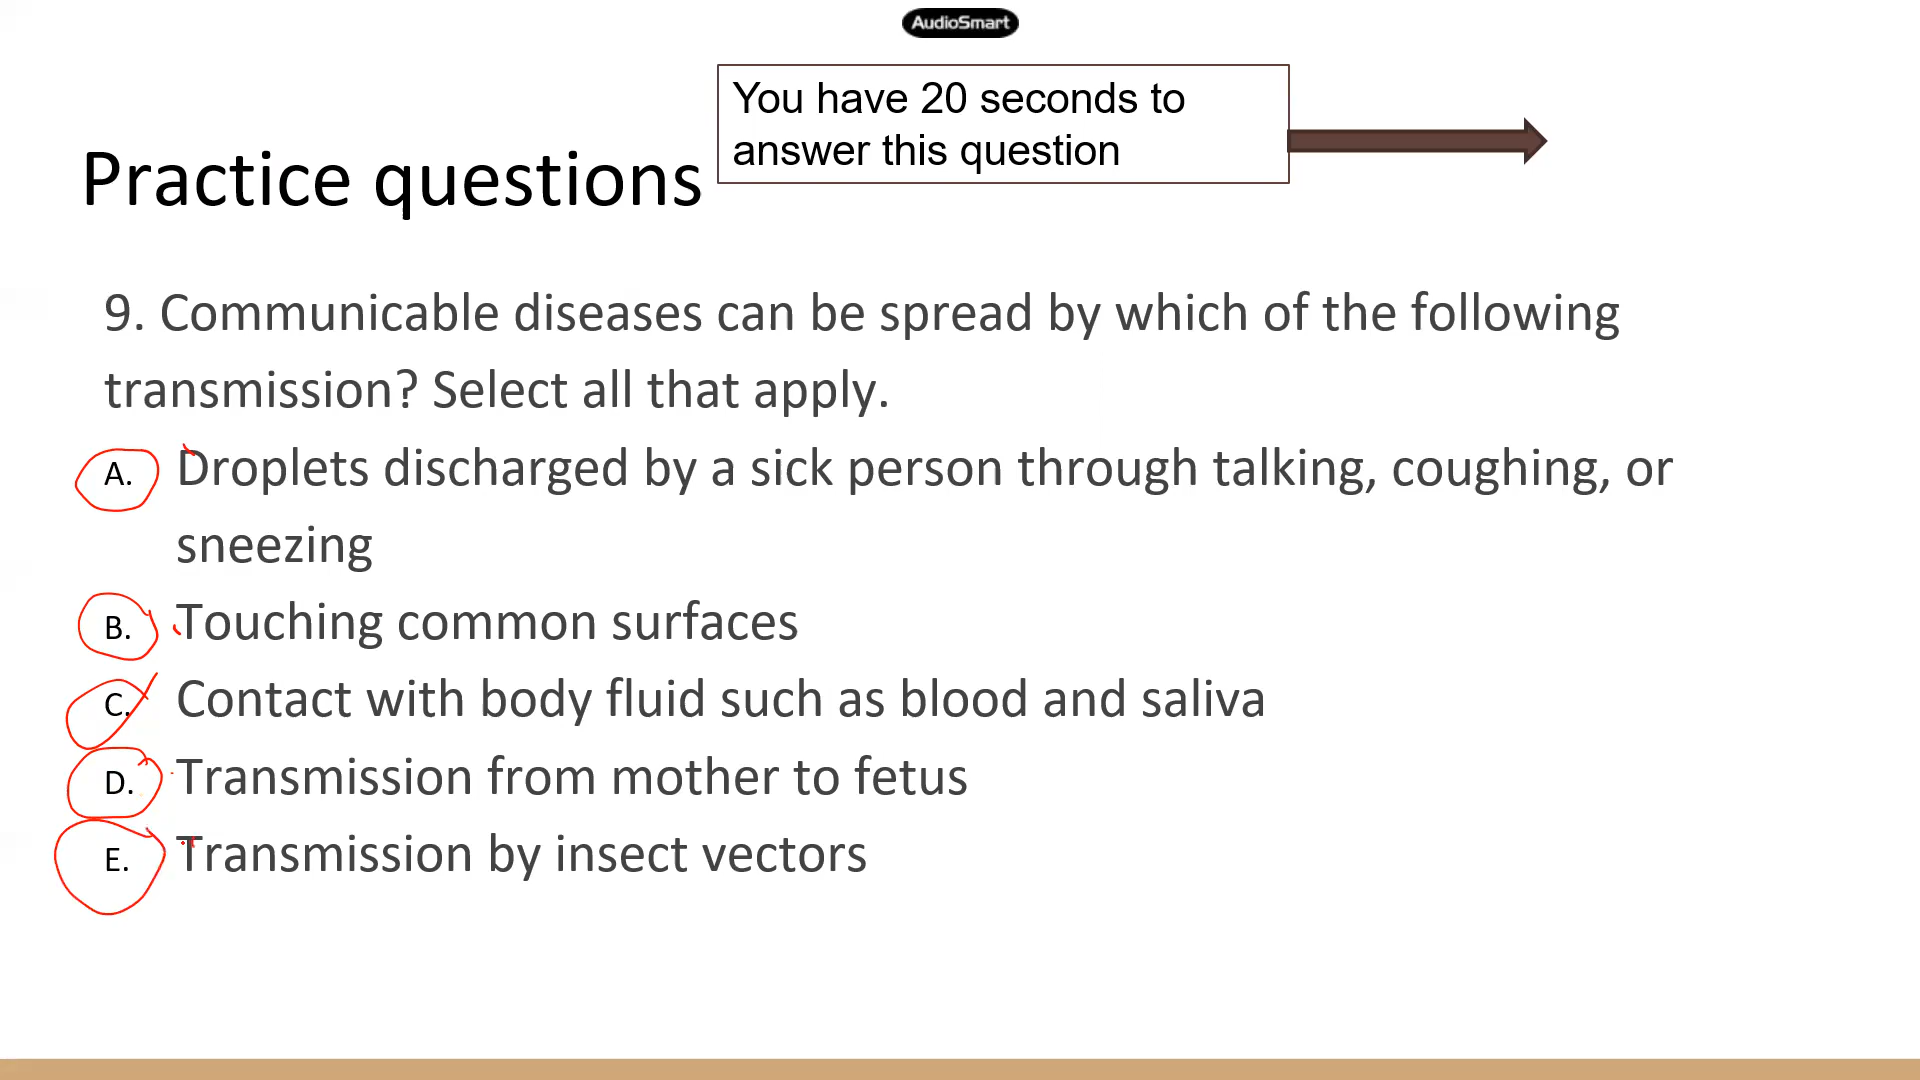 AudioSmart
You have 20 seconds to
answer this question
Practice questions
9. Communicable diseases can be spread by which of the following
transmission? Select all that apply.
A. Droplets discharged by a sick person through talking, coughing, or
sneezing
B. Touching common surfaces
C. Contact with body fluid such as blood and saliva
D. Transmission from mother to fetus
E. Transmission by insect vectors